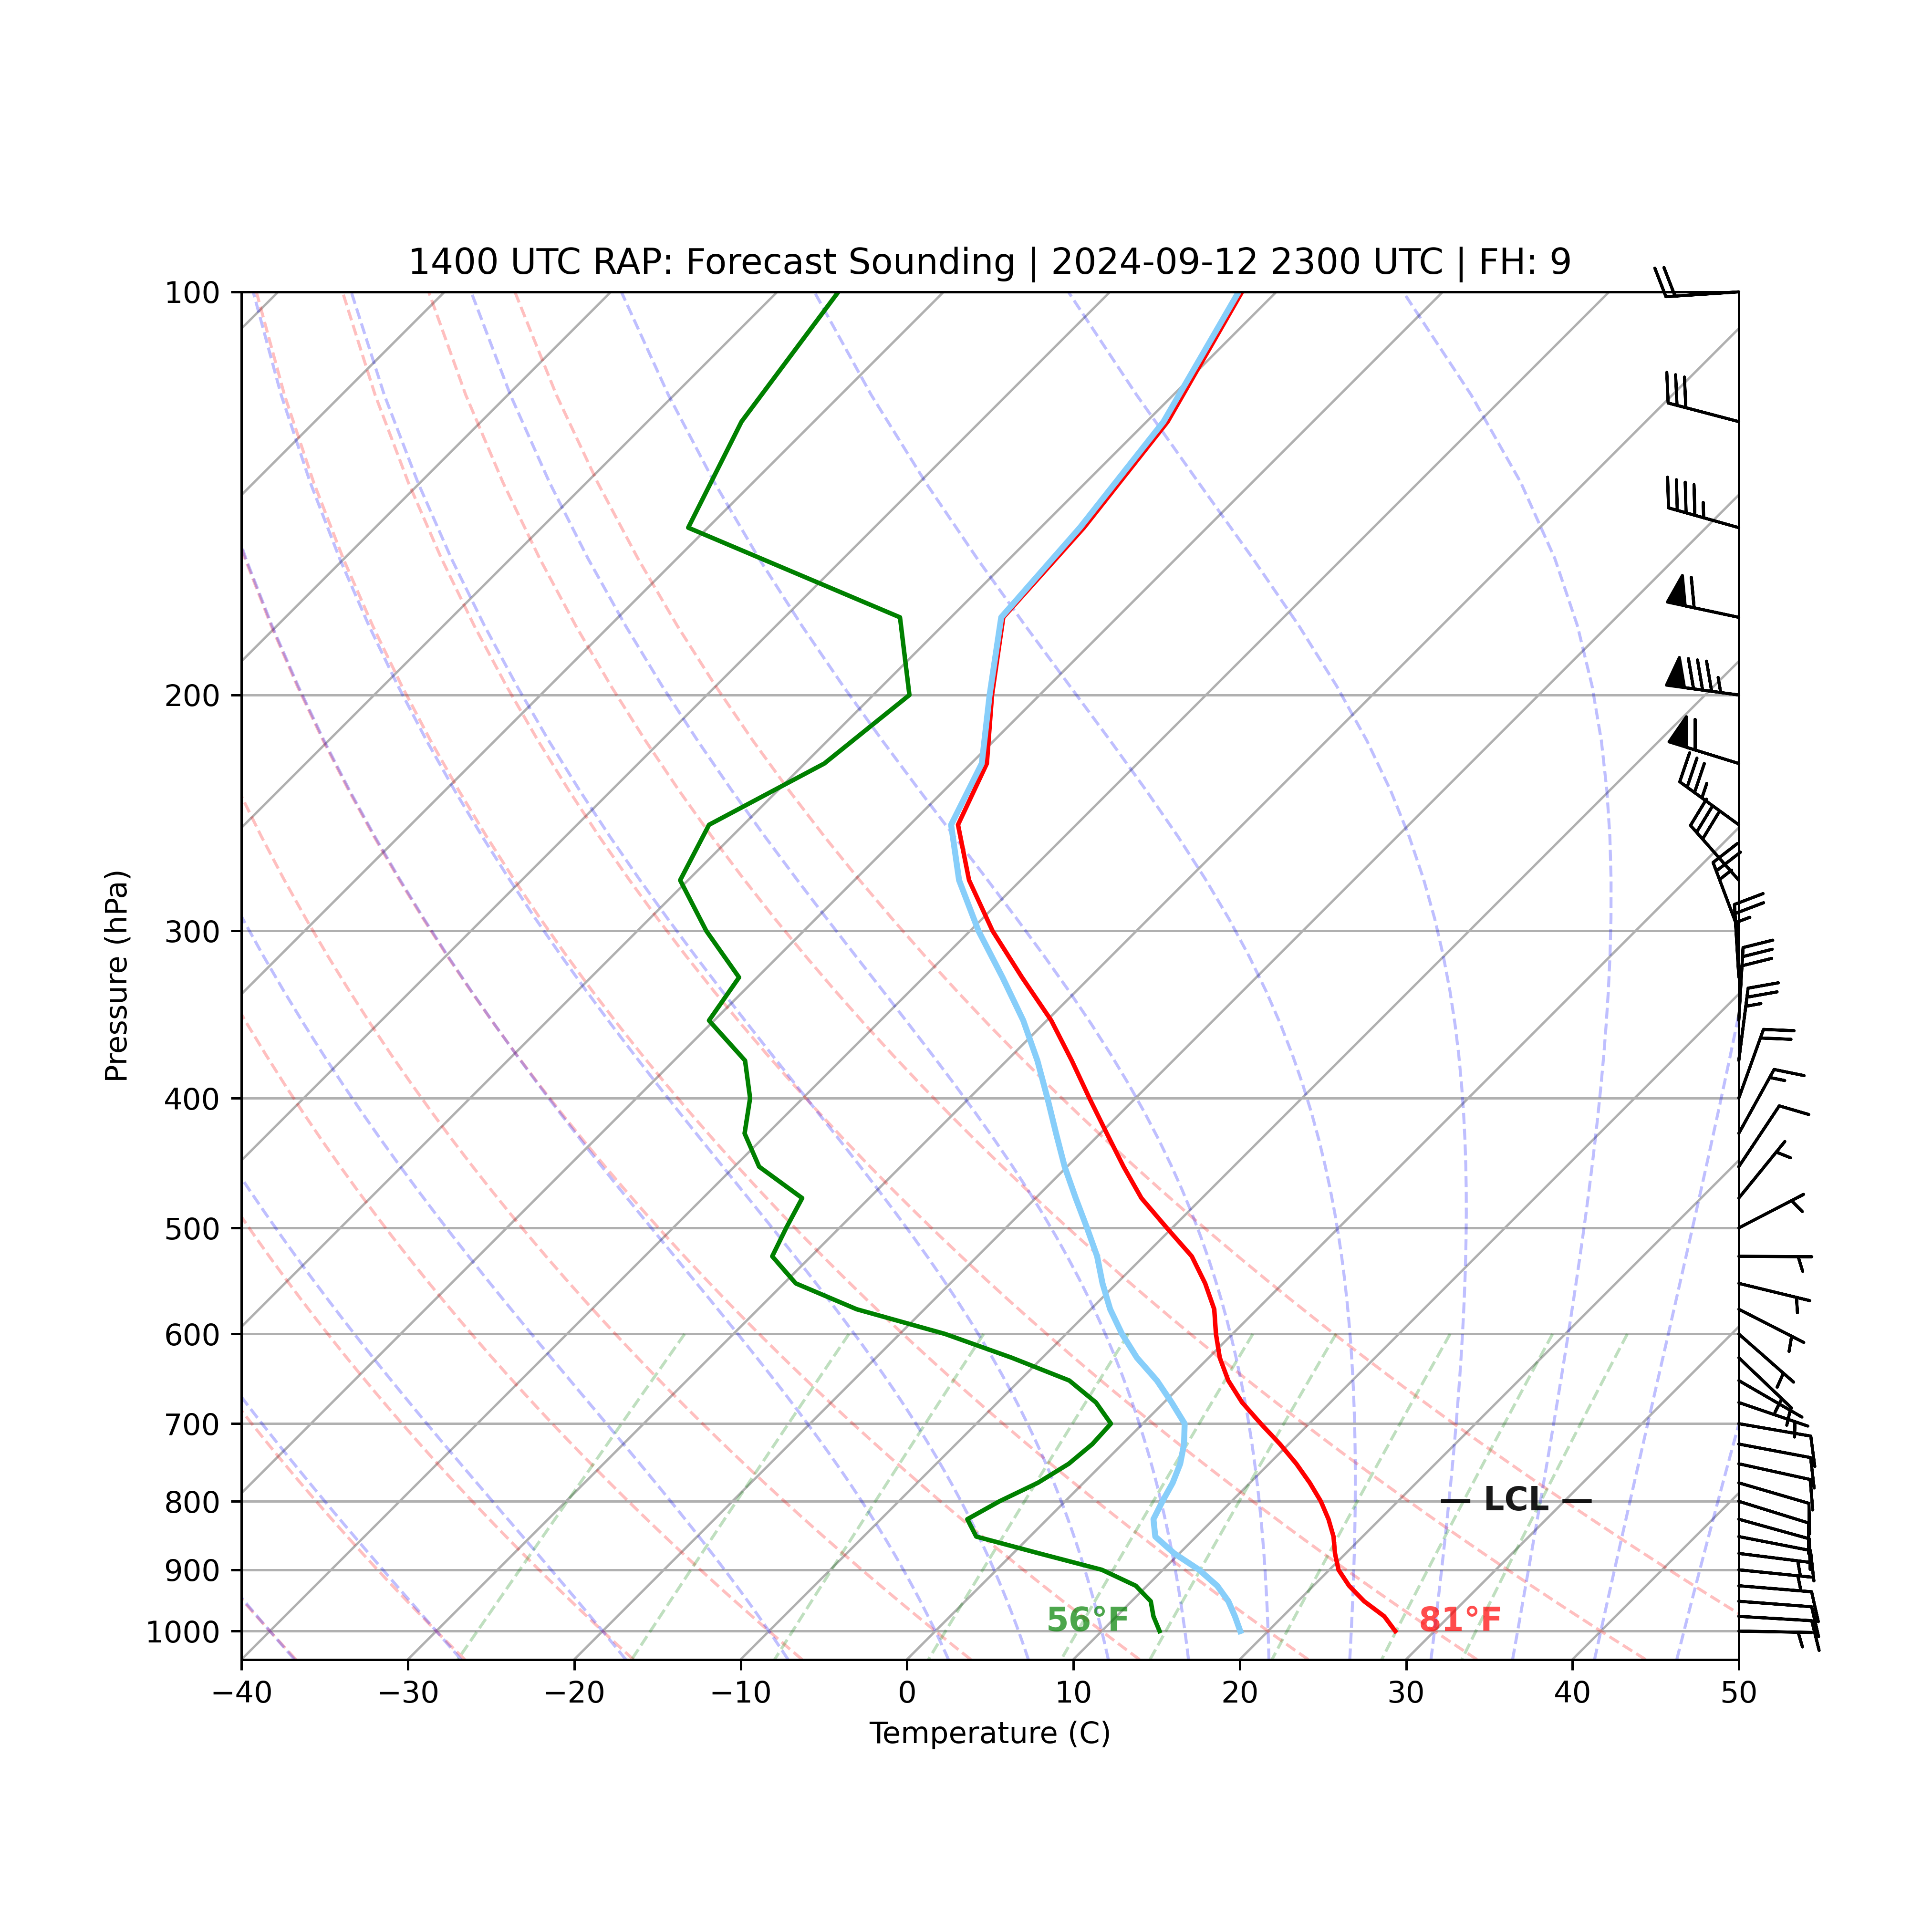 1400 UTC RAP: Forecast Sounding | 2024-09-12 2300 UTC | FH: 9
100
200
300
400
500
600
700
800
900
1000
Pressure (hPa)
— LCL —
56°F
81°F
−40 −30 −20 −10 0 10 20 30 40 50
Temperature (C)